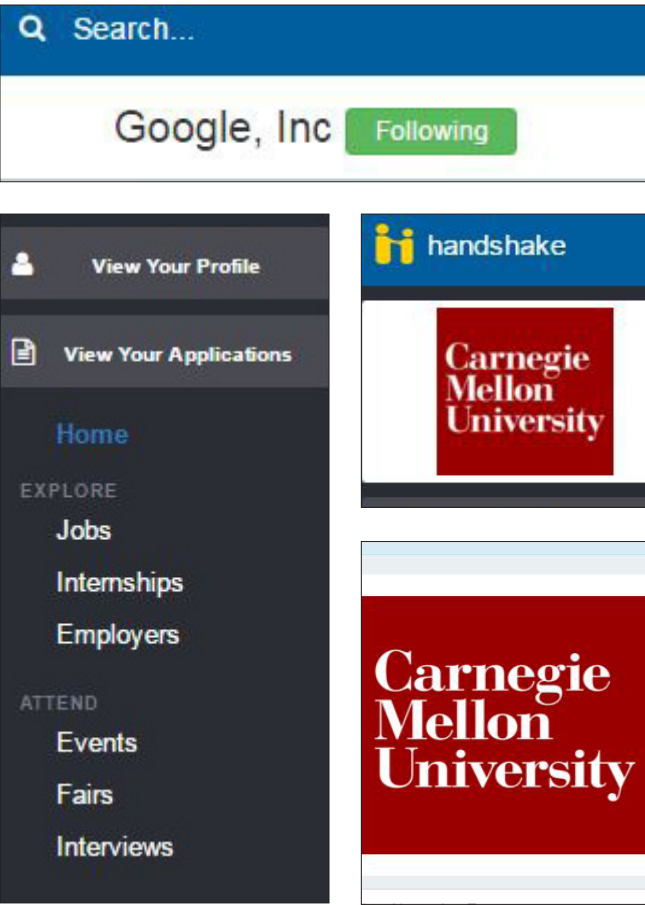 Search...
Google, Inc Following
View Your Profile
View Your Applications
Home
EXPLORE
Jobs
Internships
Employers
ATTEND
Events
Fairs
Interviews
handshake
Carnegie
Mellon
University
Carnegie
Mellon
University